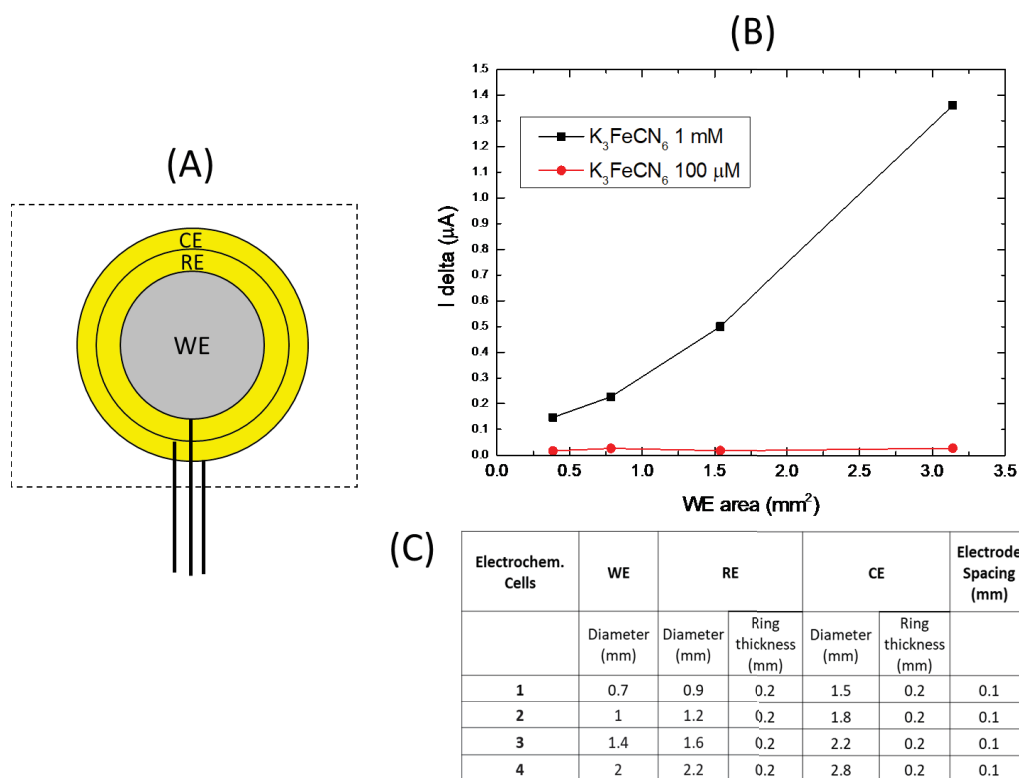 (A)
CE
RE
WE
(B)
1.5
1.4
1.3
1.2
1.1
1.0
0.9
0.8
0.7
0.6
0.5
0.4
0.3
0.2
0.1
0.0
I delta (μA)
K₃FeCN₆ 1 mM
K₃FeCN₆ 100 μM
0.0 0.5 1.0 1.5 2.0 2.5 3.0 3.5
WE area (mm²)
(C)
Electrochem. Cells WE RE CE Electrode Spacing (mm)
Diameter (mm) Diameter (mm) Ring thickness (mm) Diameter (mm) Ring thickness (mm)
1 0.7 0.9 0.2 1.5 0.2 0.1
2 1 1.2 0.2 1.8 0.2 0.1
3 1.4 1.6 0.2 2.2 0.2 0.1
4 2 2.2 0.2 2.8 0.2 0.1